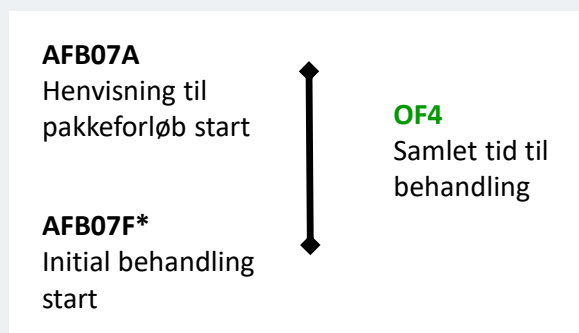 AFB07A
Henvisning til
pakkeforløb start
OF4
Samlet tid til
behandling
AFB07F*
Initial behandling
start